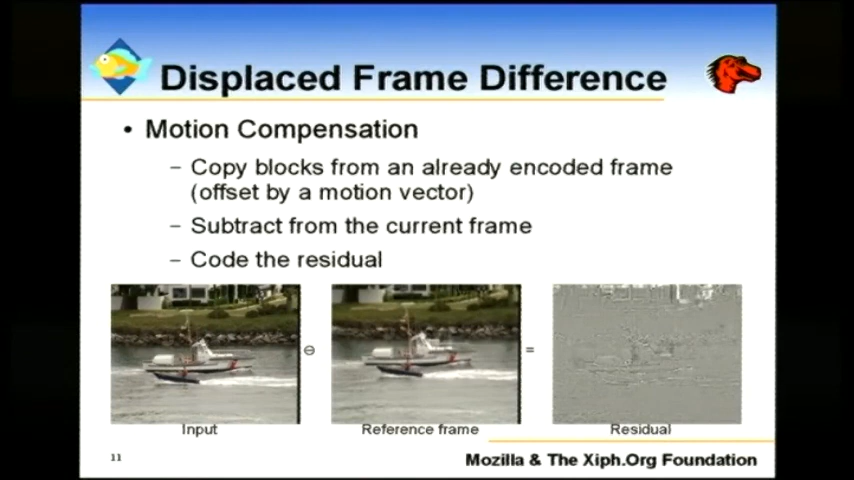 Displaced Frame Difference
• Motion Compensation
– Copy blocks from an already encoded frame
(offset by a motion vector)
– Subtract from the current frame
– Code the residual
⊖
=
Input
Reference frame
Residual
11
Mozilla & The Xiph.Org Foundation